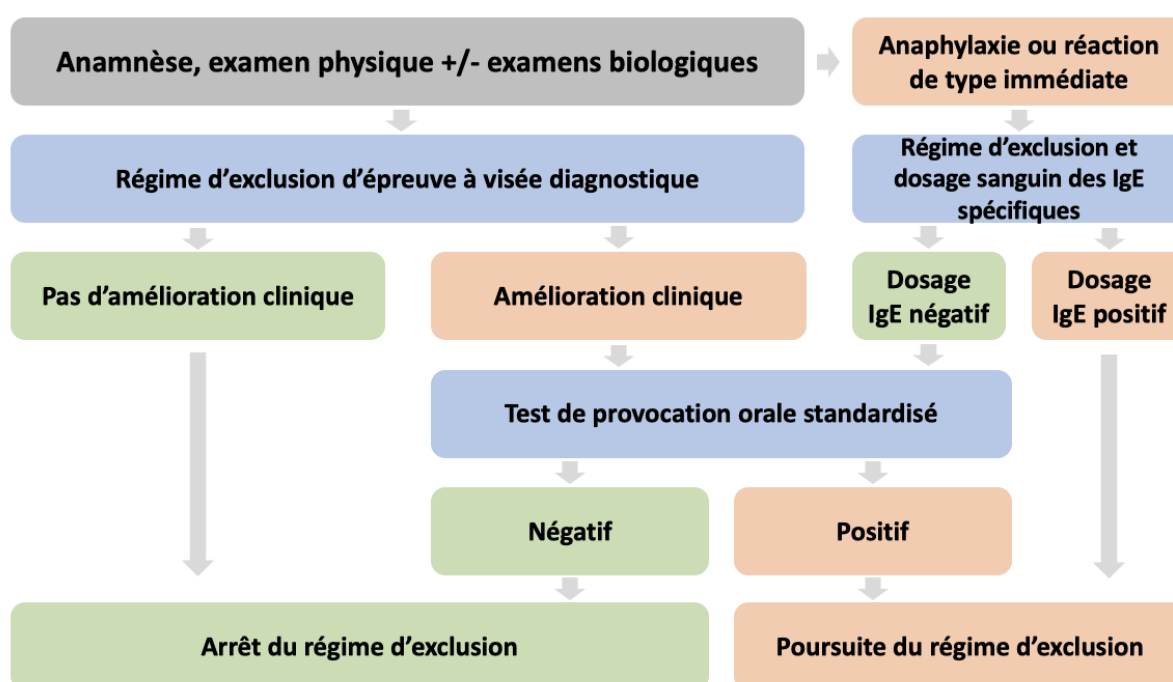 Anamnèse, examen physique +/- examens biologiques
Anaphylaxie ou réaction
de type immédiate
Régime d’exclusion d’épreuve à visée diagnostique
Régime d’exclusion et
dosage sanguin des IgE
spécifiques
Pas d’amélioration clinique
Amélioration clinique
Dosage
IgE négatif
Dosage
IgE positif
Test de provocation orale standardisé
Négatif
Positif
Arrêt du régime d’exclusion
Poursuite du régime d’exclusion